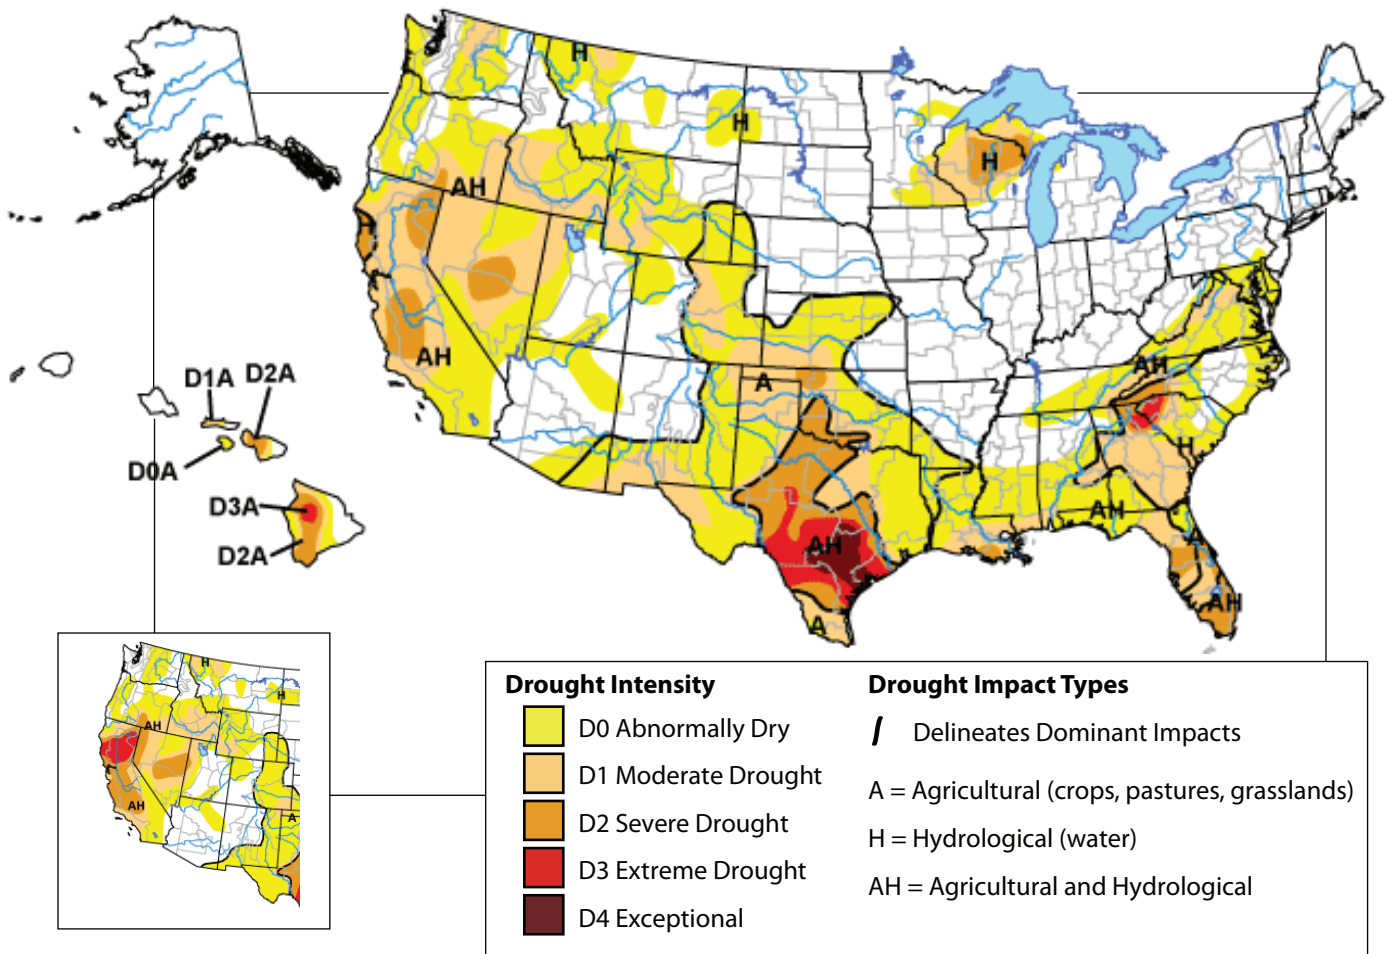 H
H
H
AH
H
AH
D1A D2A
D0A
D3A
D2A
A
AH
A
AH
H
AH
A
AH
H
H
AH
AH
A
Drought Intensity
D0 Abnormally Dry
D1 Moderate Drought
D2 Severe Drought
D3 Extreme Drought
D4 Exceptional
Drought Impact Types
Delineates Dominant Impacts
A = Agricultural (crops, pastures, grasslands)
H = Hydrological (water)
AH = Agricultural and Hydrological